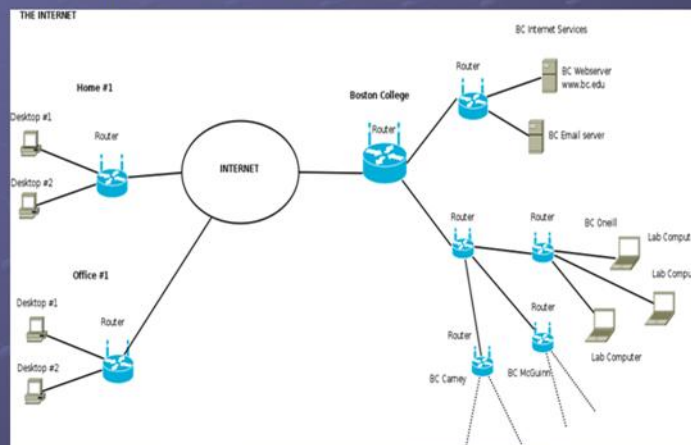 THE INTERNET
BC Internet Services
Router
BC Webserver
www.bc.edu
BC Email server
Home #1
Desktop #1
Router
Desktop #2
INTERNET
Boston College
Router
Office #1
Desktop #1
Router
Desktop #2
Router
Router
BC Oneill
Lab Compu
Lab Compu
Lab Computer
Router
BC Carney
Router
BC McGuinn